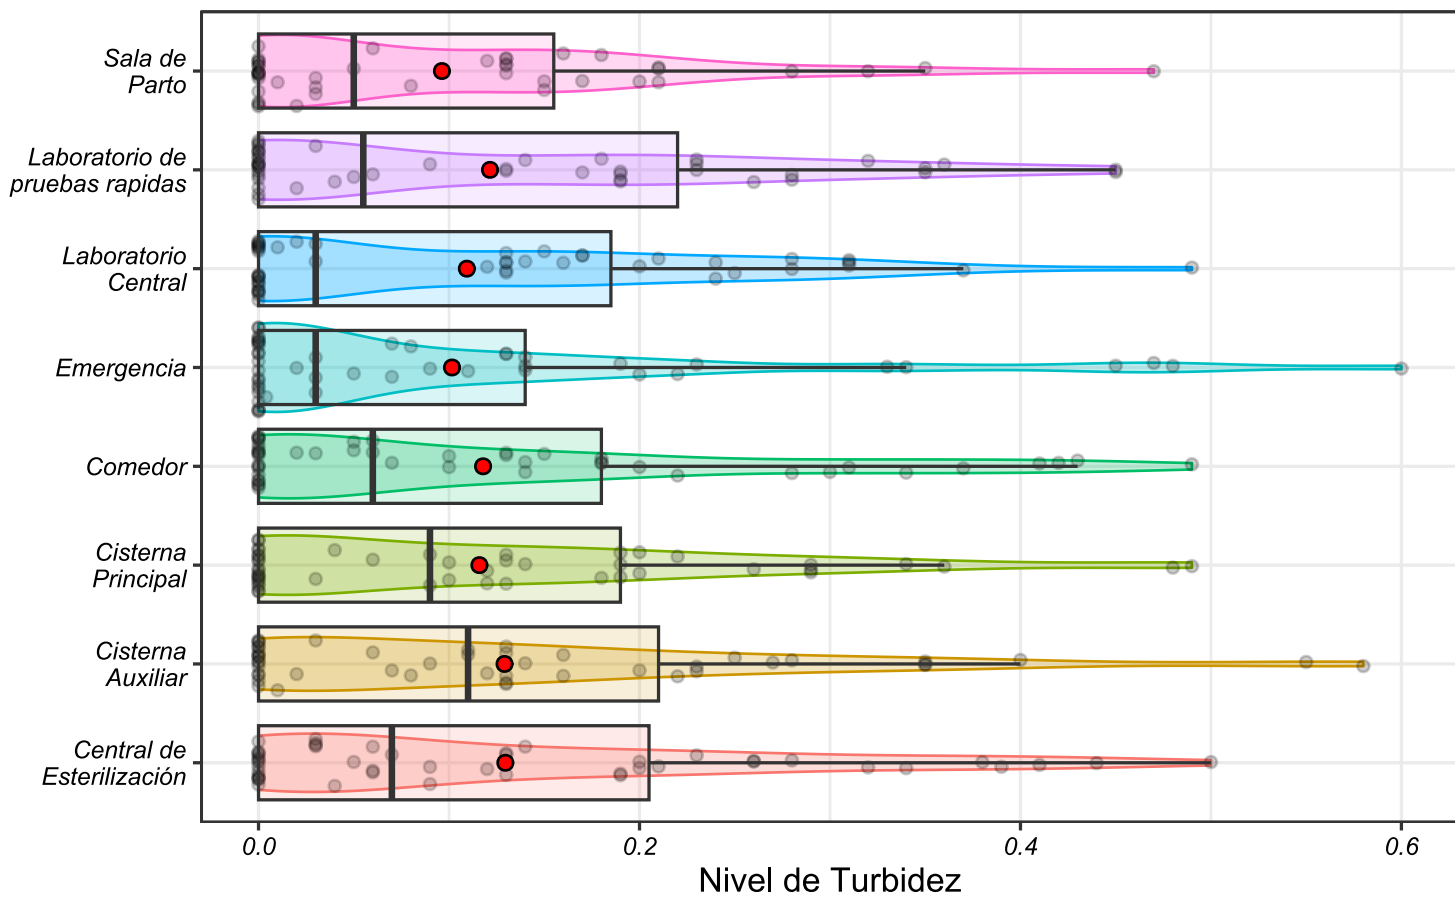 Sala de
Parto
Laboratorio de
pruebas rapidas
Laboratorio
Central
Emergencia
Comedor
Cisterna
Principal
Cisterna
Auxiliar
Central de
Esterilización
0.0 0.2 0.4 0.6
Nivel de Turbidez